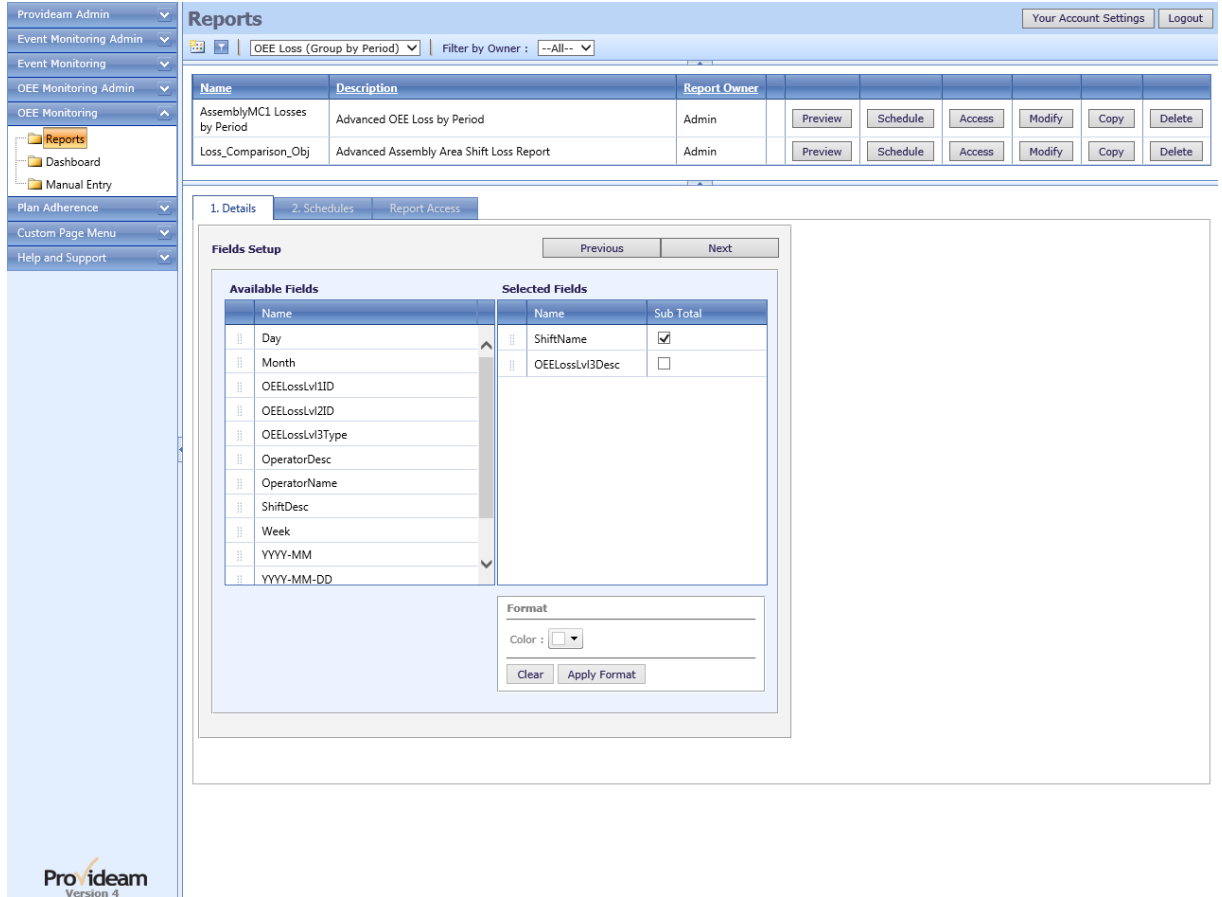 Provideam Admin
Event Monitoring Admin
Event Monitoring
OEE Monitoring Admin
OEE Monitoring
Reports
Dashboard
Manual Entry
Plan Adherence
Custom Page Menu
Help and Support
Provideam
Version 4
Reports
Your Account Settings Logout
OEE Loss (Group by Period) Filter by Owner : --All--
Name Description Report Owner
AssemblyMC1 Losses
by Period Advanced OEE Loss by Period Admin Preview Schedule Access Modify Copy Delete
Loss_Comparison_Obj Advanced Assembly Area Shift Loss Report Admin Preview Schedule Access Modify Copy Delete
1. Details 2. Schedules Report Access
Fields Setup Previous Next
Available Fields
Name
Day
Month
OEELossLvl1ID
OEELossLvl2ID
OEELossLvl3Type
OperatorDesc
OperatorName
ShiftDesc
Week
YYYY-MM
YYYY-MM-DD
Selected Fields
Name Sub Total
ShiftName
OEELossLvl3Desc
Format
Color :
Clear Apply Format